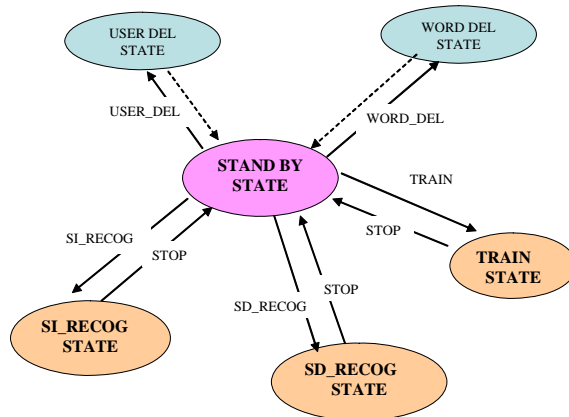 USER DEL
STATE
WORD DEL
STATE
USER_DEL
WORD_DEL
STAND BY
STATE
TRAIN
SI_RECOG
STOP
STOP
TRAIN
STATE
SD_RECOG
STOP
SI_RECOG
STATE
SD_RECOG
STATE